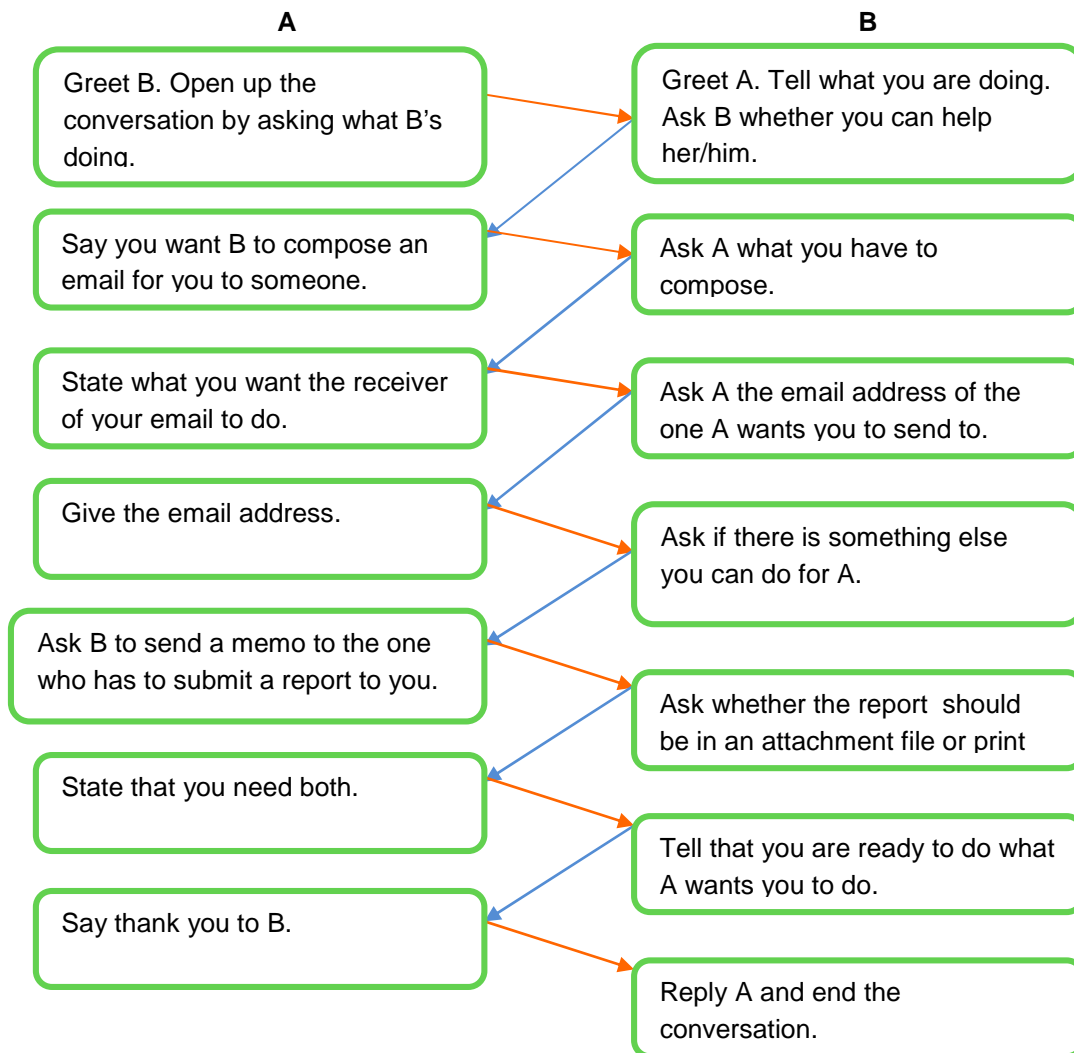 A
B
Greet B. Open up the
conversation by asking what B's
doing.
Greet A. Tell what you are doing.
Ask B whether you can help
her/him.
Say you want B to compose an
email for you to someone.
Ask A what you have to
compose.
State what you want the receiver
of your email to do.
Ask A the email address of the
one A wants you to send to.
Give the email address.
Ask if there is something else
you can do for A.
Ask B to send a memo to the one
who has to submit a report to you.
Ask whether the report should
be in an attachment file or print
State that you need both.
Tell that you are ready to do what
A wants you to do.
Say thank you to B.
Reply A and end the
conversation.